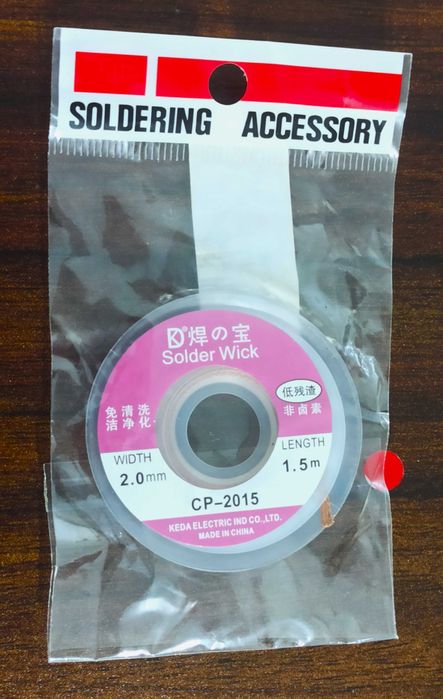 SOLDERING ACCESSORY
DK® 焊の宝
Solder Wick
免清洗
洁净化
低残渣
非卤素
WIDTH
2.0mm
LENGTH
1.5m
CP-2015
KEDA ELECTRIC IND CO.,LTD.
MADE IN CHINA